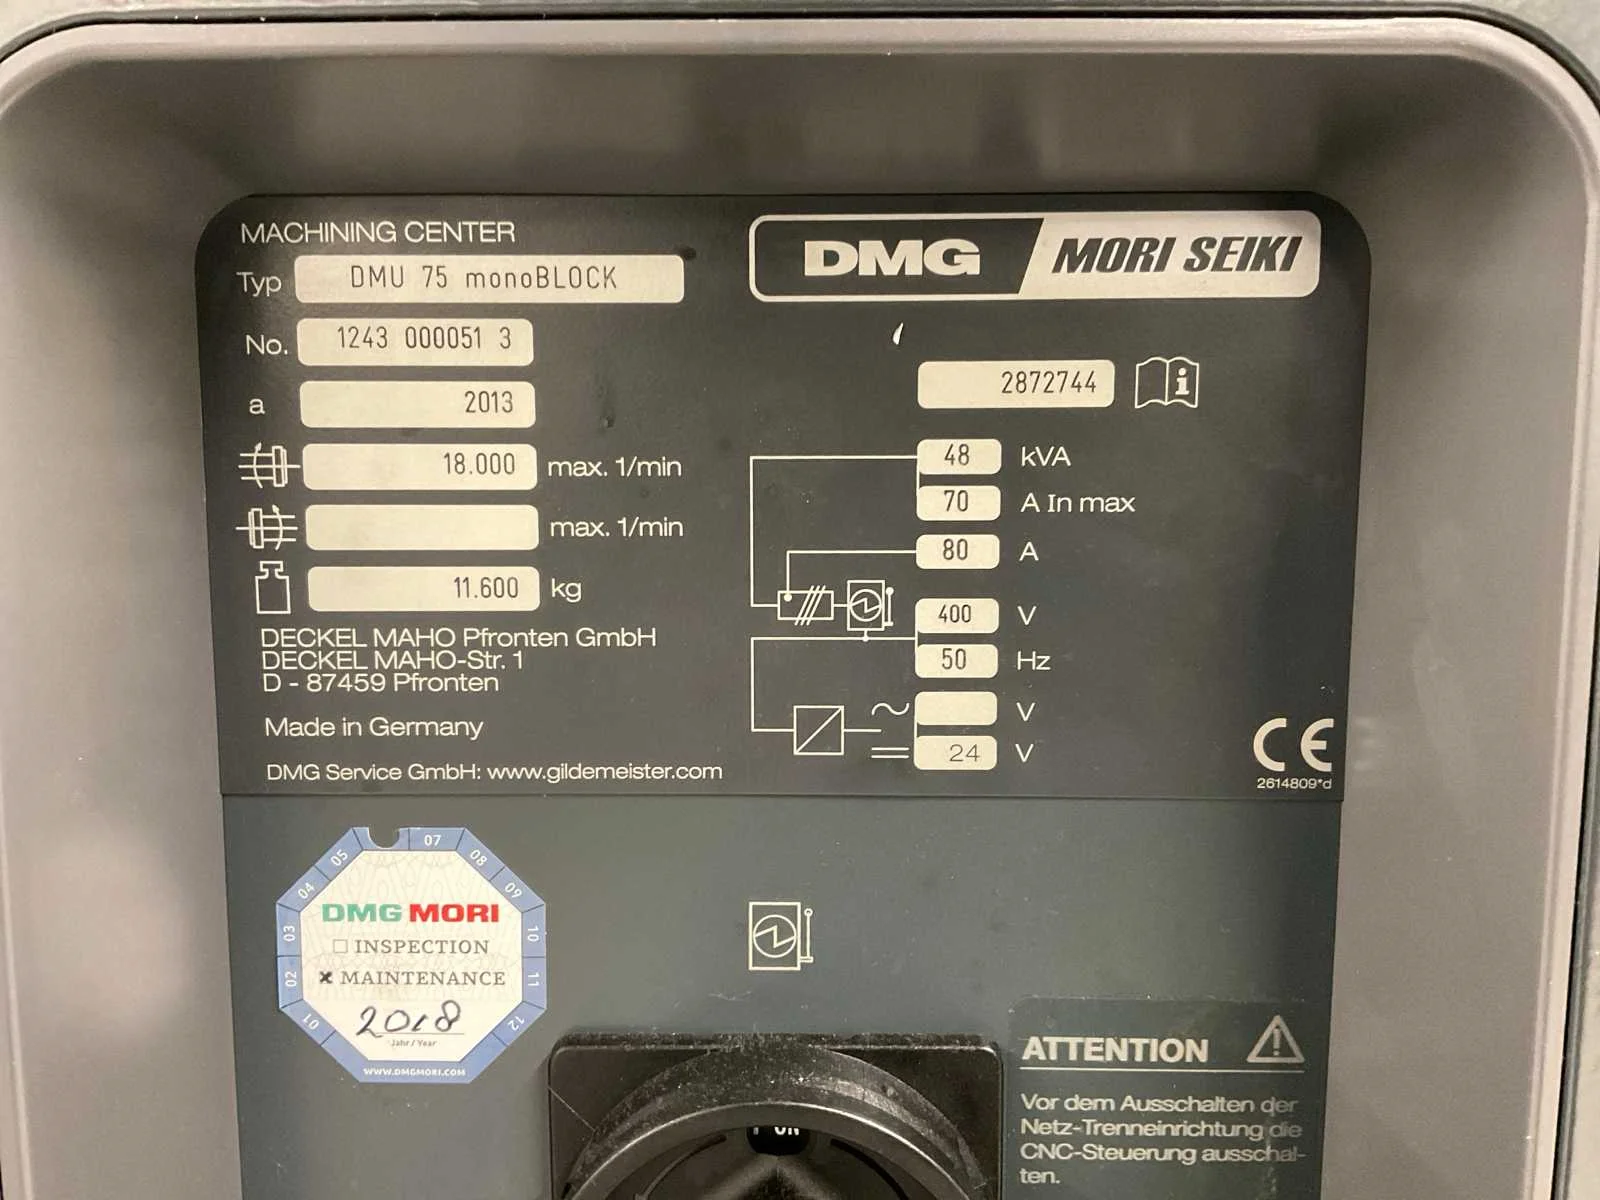 MACHINING CENTER
DMG MORI SEIKI
Typ DMU 75 monoBLOCK
No. 1243 000051 3
a 2013
2872744
18.000 max. 1/min
max. 1/min
11.600 kg
48 kVA
70 A In max
80 A
400 V
50 Hz
V
24 V
DECKEL MAHO Pfronten GmbH
DECKEL MAHO-Str. 1
D - 87459 Pfronten
Made in Germany
DMG Service GmbH: www.gildemeister.com
CE
2614809*d
01 02 03 04 05 07 08 09 10 11 12
DMG MORI
INSPECTION
MAINTENANCE
2018
Jahr / Year
WWW.DMGMORI.COM
I ON
ATTENTION
Vor dem Ausschalten der
Netz-Trenneinrichtung die
CNC-Steuerung ausschal-
ten.